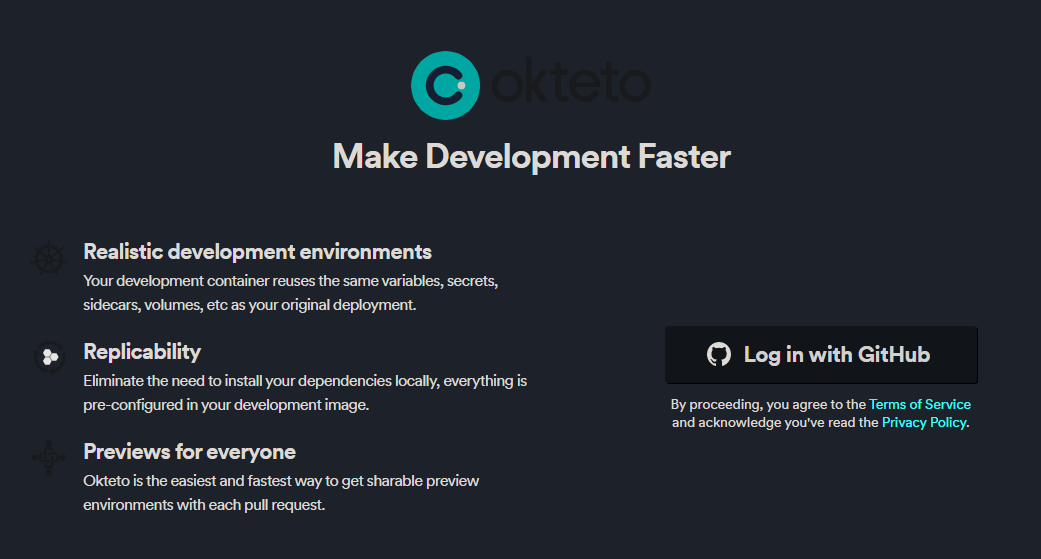 okteto
Make Development Faster
Realistic development environments
Your development container reuses the same variables, secrets,
sidecars, volumes, etc as your original deployment.
Replicability
Eliminate the need to install your dependencies locally, everything is
pre-configured in your development image.
Previews for everyone
Okteto is the easiest and fastest way to get sharable preview
environments with each pull request.
Log in with GitHub
By proceeding, you agree to the Terms of Service
and acknowledge you've read the Privacy Policy.